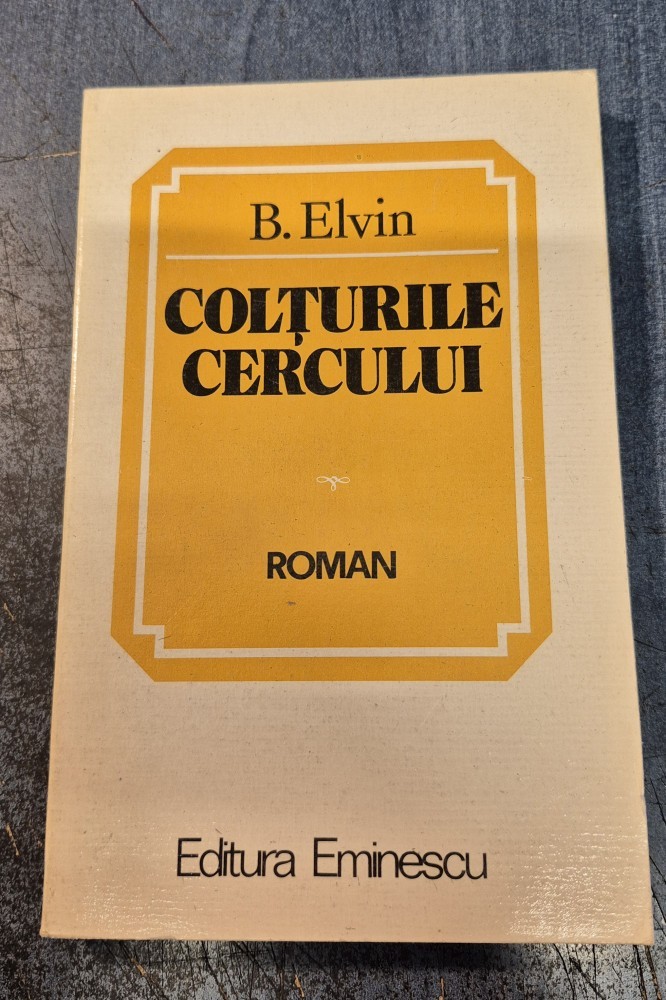 B. Elvin
COLȚURILE
CERCULUI
ROMAN
Editura Eminescu